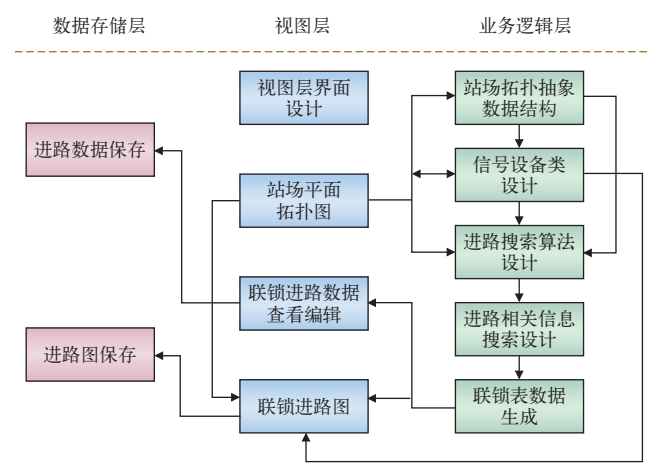 数据存储层
视图层
业务逻辑层
视图层界面
设计
站场拓扑抽象
数据结构
进路数据保存
信号设备类
设计
站场平面
拓扑图
进路搜索算法
设计
联锁进路数据
查看编辑
进路相关信息
搜索设计
进路图保存
联锁进路图
联锁表数据
生成